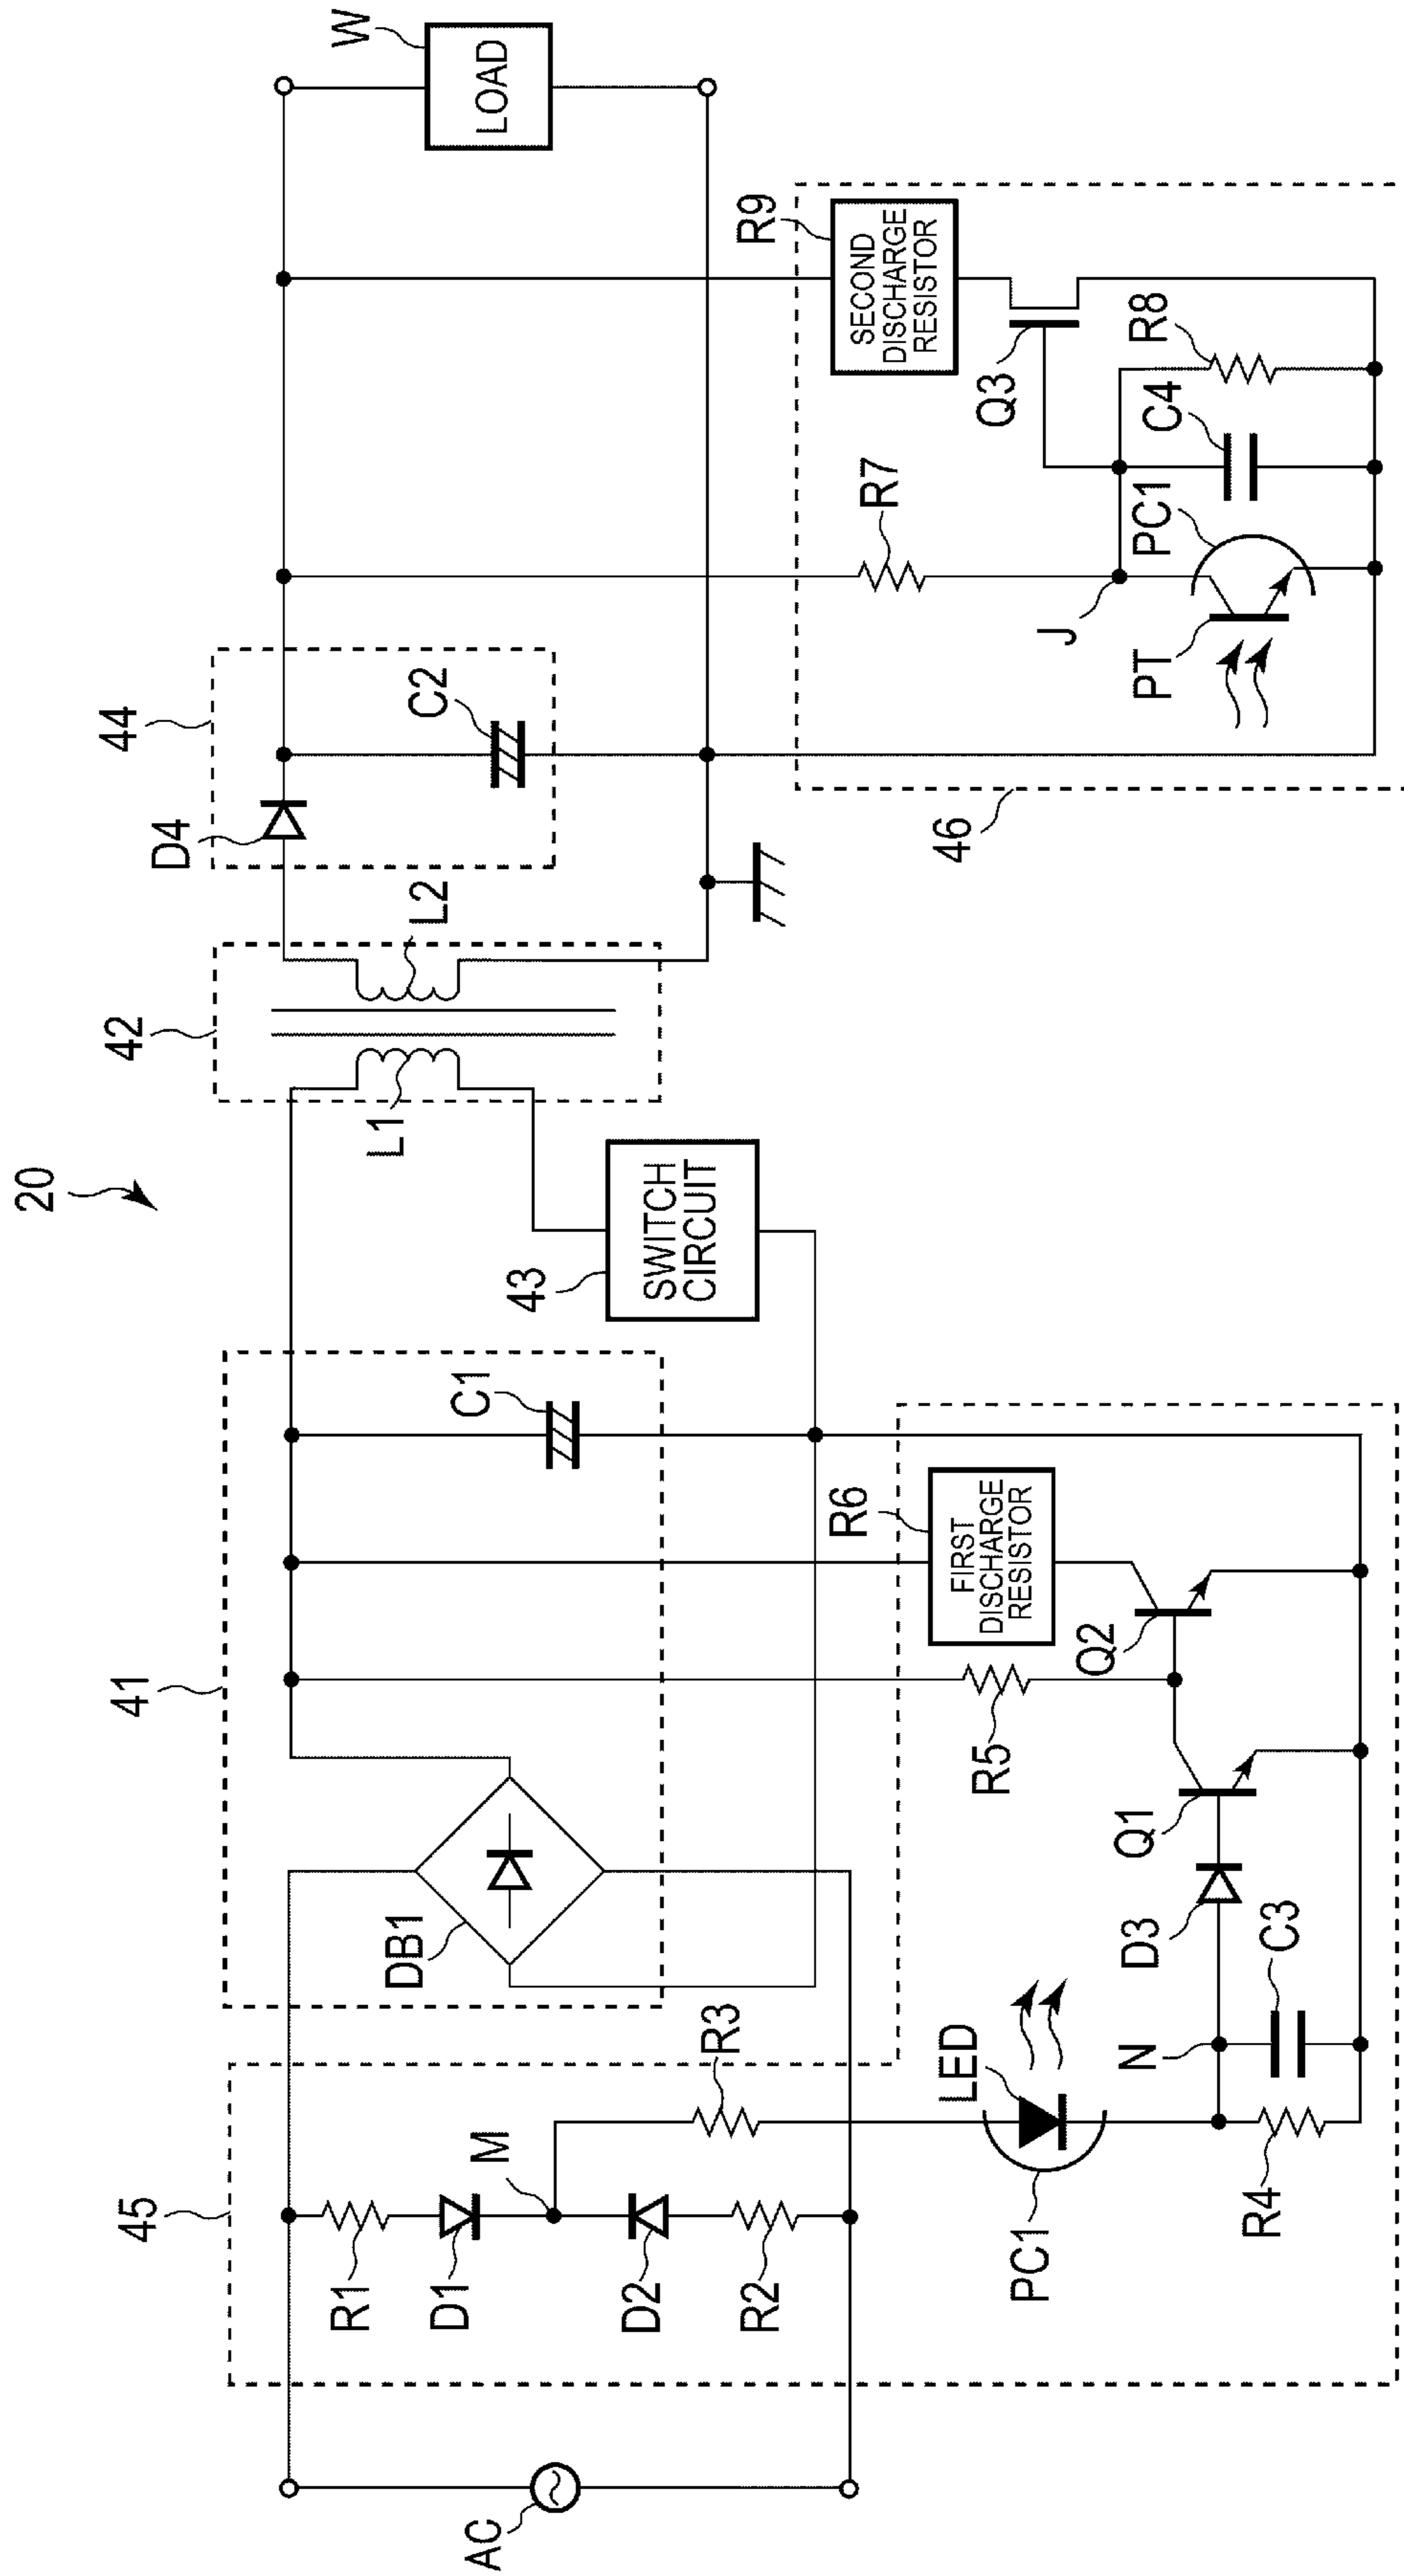 20
45
41
42
44
R1
D1
M
D2
R2
R3
AC
DB1
C1
43
SWITCH
CIRCUIT
L1
L2
D4
C2
W
LOAD
PC1
LED
R4
N
C3
D3
Q1
R5
Q2
R6
FIRST
DISCHARGE
RESISTOR
46
J
PT
PC1
R7
C4
R8
Q3
R9
SECOND
DISCHARGE
RESISTOR